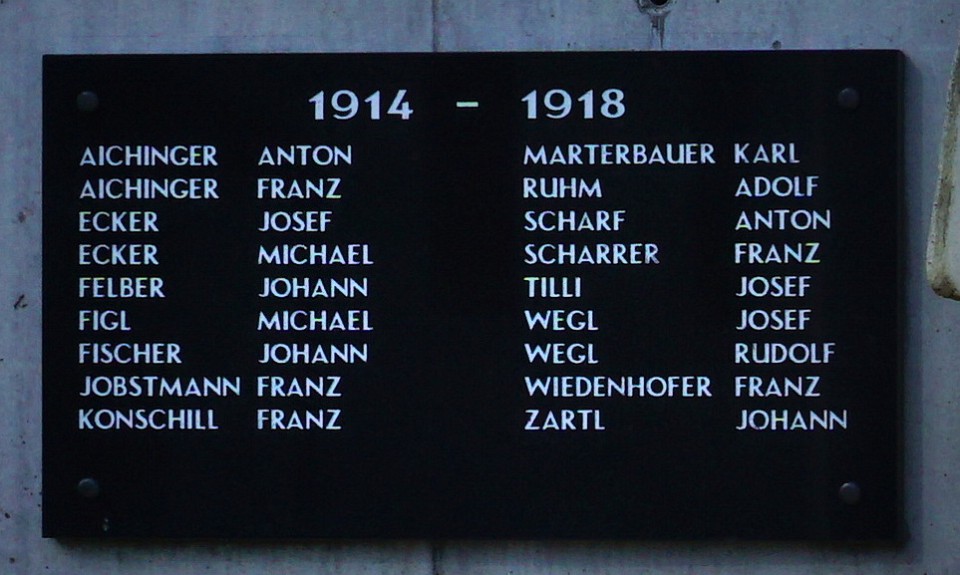 1914 – 1918
AICHINGER ANTON
AICHINGER FRANZ
ECKER JOSEF
ECKER MICHAEL
FELBER JOHANN
FIGL MICHAEL
FISCHER JOHANN
JOBSTMANN FRANZ
KONSCHILL FRANZ
MARTERBAUER KARL
RUHM ADOLF
SCHARF ANTON
SCHARRER FRANZ
TILLI JOSEF
WEGL JOSEF
WEGL RUDOLF
WIEDENHOFER FRANZ
ZARTL JOHANN